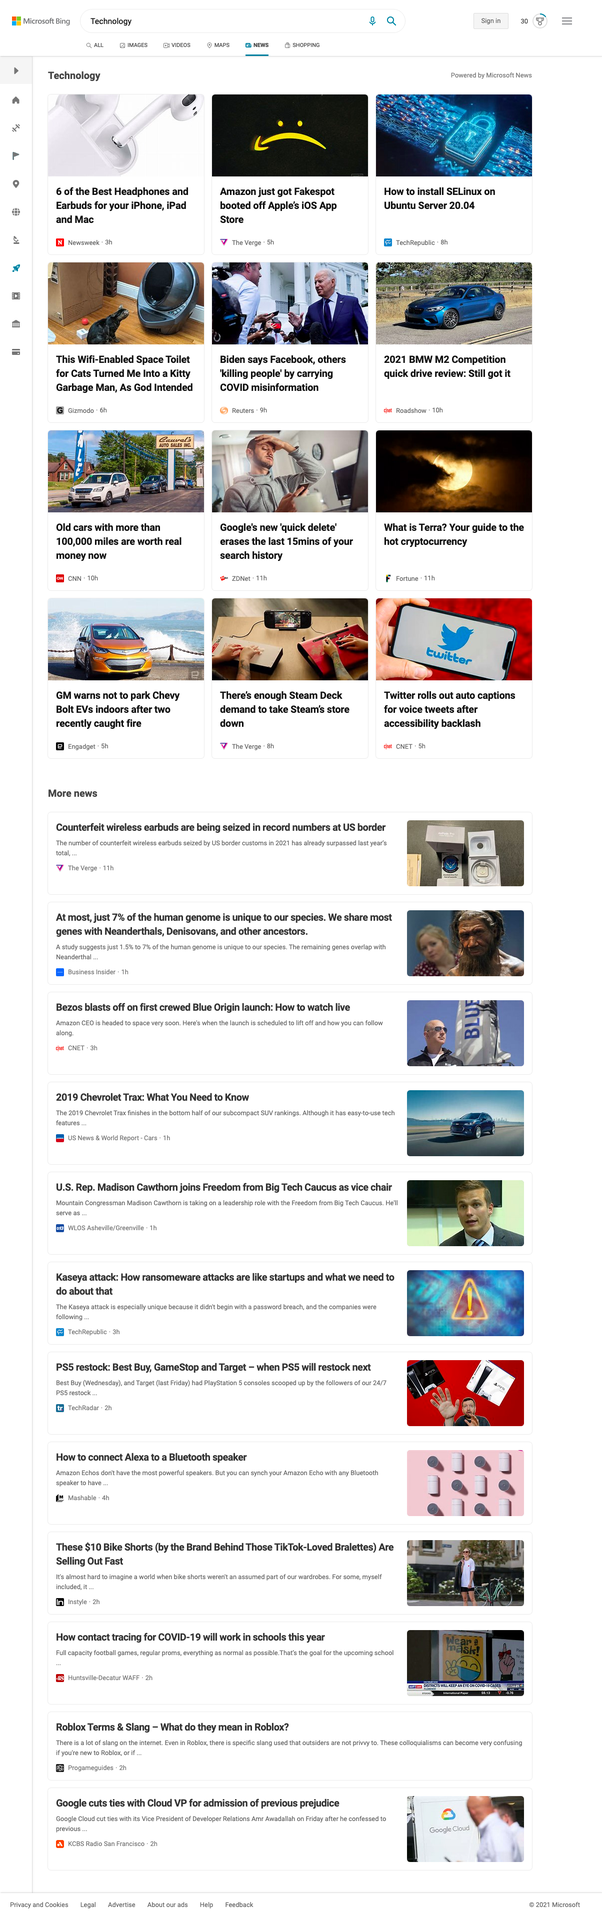 Microsoft Bing
Technology
Sign in
30
ALL
IMAGES
VIDEOS
MAPS
NEWS
SHOPPING
Technology
Powered by Microsoft News
6 of the Best Headphones and
Earbuds for your iPhone, iPad
and Mac
Newsweek · 3h
Amazon just got Fakespot
booted off Apple's iOS App
Store
The Verge · 5h
How to install SELinux on
Ubuntu Server 20.04
TechRepublic · 8h
This Wifi-Enabled Space Toilet
for Cats Turned Me Into a Kitty
Garbage Man, As God Intended
Gizmodo · 6h
Biden says Facebook, others
'killing people' by carrying
COVID misinformation
Reuters · 9h
2021 BMW M2 Competition
quick drive review: Still got it
Roadshow · 10h
AUTO SALES INC.
Old cars with more than
100,000 miles are worth real
money now
CNN · 10h
Google's new 'quick delete'
erases the last 15mins of your
search history
ZDNet · 11h
What is Terra? Your guide to the
hot cryptocurrency
Fortune · 11h
GM warns not to park Chevy
Bolt EVs indoors after two
recently caught fire
Engadget · 5h
There's enough Steam Deck
demand to take Steam's store
down
The Verge · 8h
twitter
Twitter rolls out auto captions
for voice tweets after
accessibility backlash
CNET · 5h
More news
Counterfeit wireless earbuds are being seized in record numbers at US border
The number of counterfeit wireless earbuds seized by US border customs in 2021 has already surpassed last year's
total, ...
The Verge · 11h
At most, just 7% of the human genome is unique to our species. We share most
genes with Neanderthals, Denisovans, and other ancestors.
A study suggests just 1.5% to 7% of the human genome is unique to our species. The remaining genes overlap with
Neanderthal ...
Business Insider · 1h
Bezos blasts off on first crewed Blue Origin launch: How to watch live
Amazon CEO is headed to space very soon. Here's when the launch is scheduled to lift off and how you can follow
along.
CNET · 3h
BLUE
2019 Chevrolet Trax: What You Need to Know
The 2019 Chevrolet Trax finishes in the bottom half of our subcompact SUV rankings. Although it has easy-to-use tech
features ...
US News & World Report - Cars · 1h
U.S. Rep. Madison Cawthorn joins Freedom from Big Tech Caucus as vice chair
Mountain Congressman Madison Cawthorn is taking on a leadership role with the Freedom from Big Tech Caucus. He'll
serve as ...
WLOS Asheville/Greenville · 1h
Kaseya attack: How ransomeware attacks are like startups and what we need to
do about that
The Kaseya attack is especially unique because it didn't begin with a password breach, and the companies were
following ...
TechRepublic · 3h
PS5 restock: Best Buy, GameStop and Target – when PS5 will restock next
Best Buy (Wednesday), and Target (last Friday) had PlayStation 5 consoles scooped up by the followers of our 24/7
PS5 restock ...
TechRadar · 2h
How to connect Alexa to a Bluetooth speaker
Amazon Echos don't have the most powerful speakers. But you can synch your Amazon Echo with any Bluetooth
speaker to have ...
Mashable · 4h
These $10 Bike Shorts (by the Brand Behind Those TikTok-Loved Bralettes) Are
Selling Out Fast
It's almost hard to imagine a world when bike shorts weren't an assumed part of our wardrobes. For some, myself
included, it ...
Instyle · 2h
How contact tracing for COVID-19 will work in schools this year
Full capacity football games, regular proms, everything as normal as possible.That's the goal for the upcoming school
...
Huntsville-Decatur WAFF · 2h
Roblox Terms & Slang – What do they mean in Roblox?
There is a lot of slang on the internet. Even in Roblox, there is specific slang used that outsiders are not privvy to. These colloquialisms can become very confusing
if you're new to Roblox, or if ...
Progameguides · 2h
Google cuts ties with Cloud VP for admission of previous prejudice
Google Cloud cut ties with its Vice President of Developer Relations Amr Awadallah on Friday after he confessed to
previous ...
KCBS Radio San Francisco · 2h
Google Cloud
Privacy and Cookies
Legal
Advertise
About our ads
Help
Feedback
© 2021 Microsoft